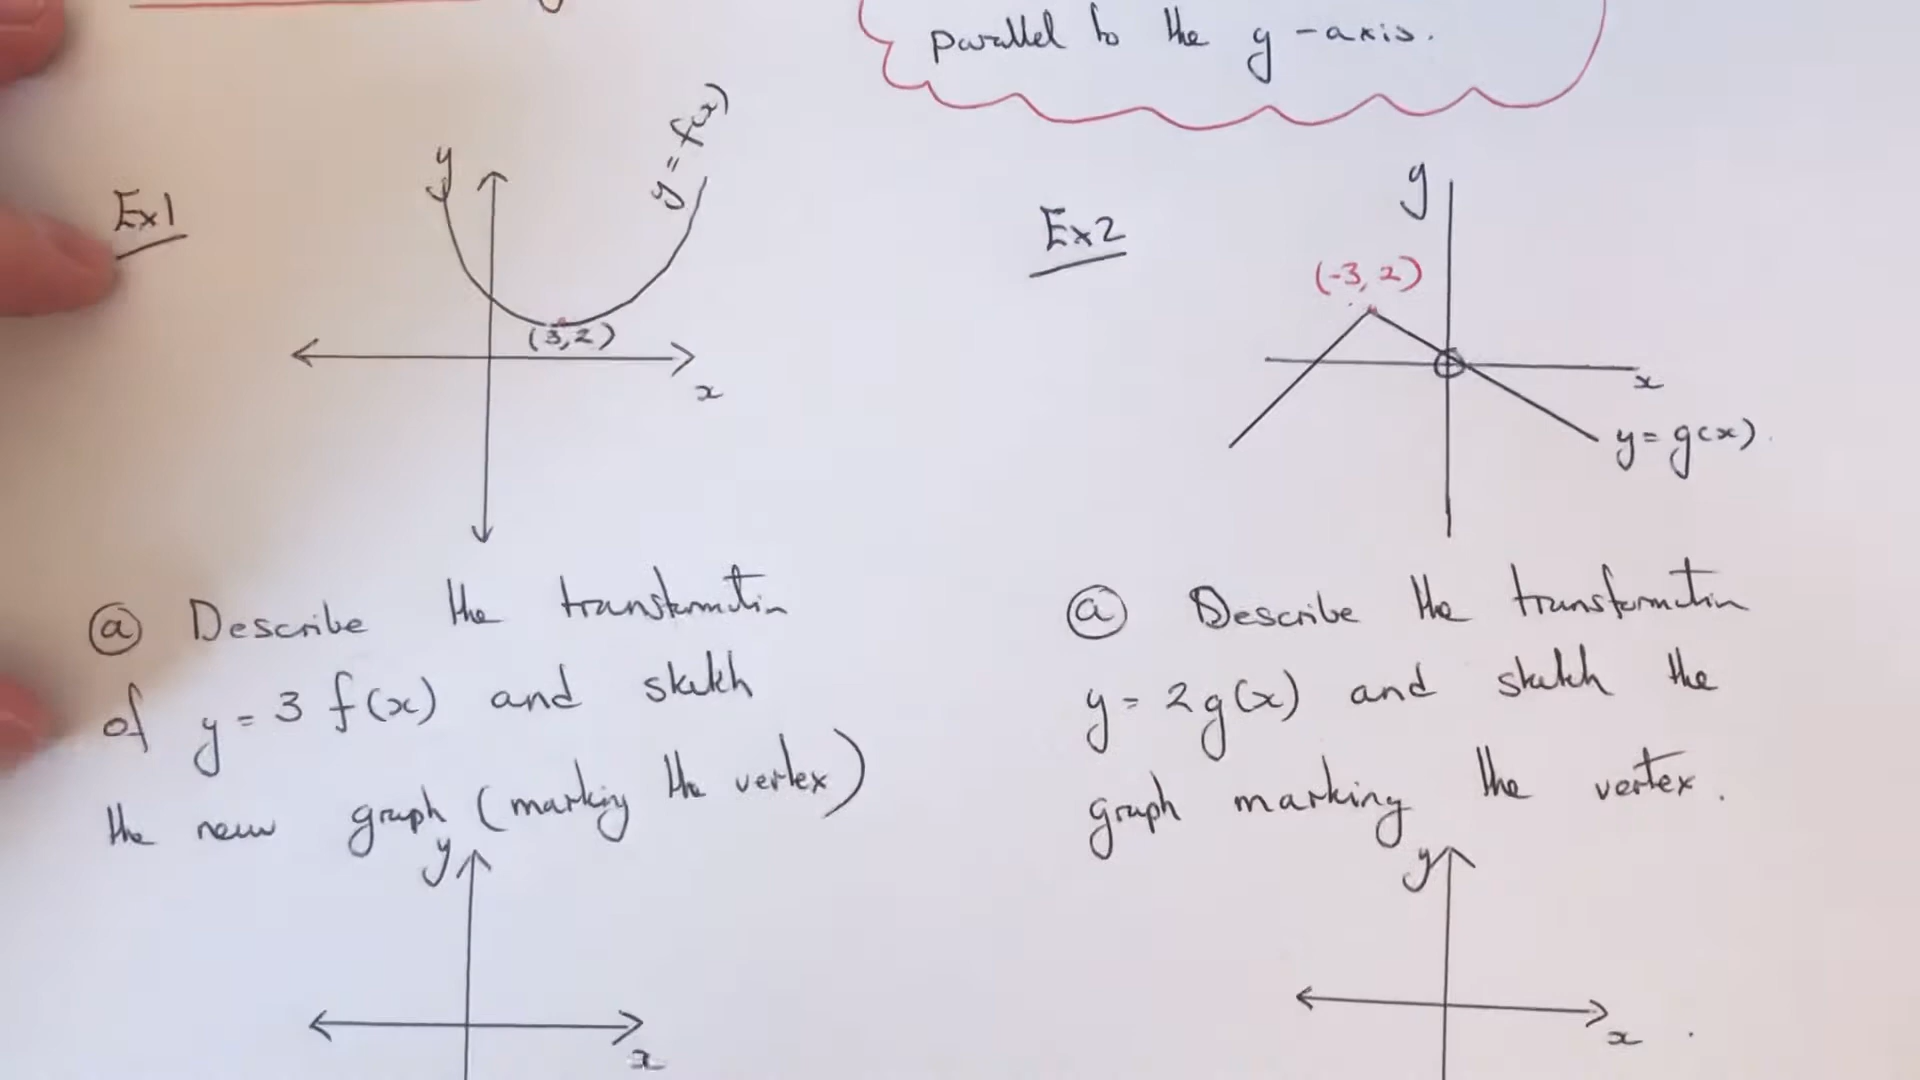 parallel to the y-axis.
Ex1
y
y = f(x)
(3,2)
x
Ⓐ Describe the transformation
of y = 3 f(x) and sketch
the new graph (marking the vertex)
y
x
Ex2
y
(-3, 2)
x
y = g(x).
ⓐ Describe the transformation
y = 2g(x) and sketch the
graph marking the vertex.
y
x